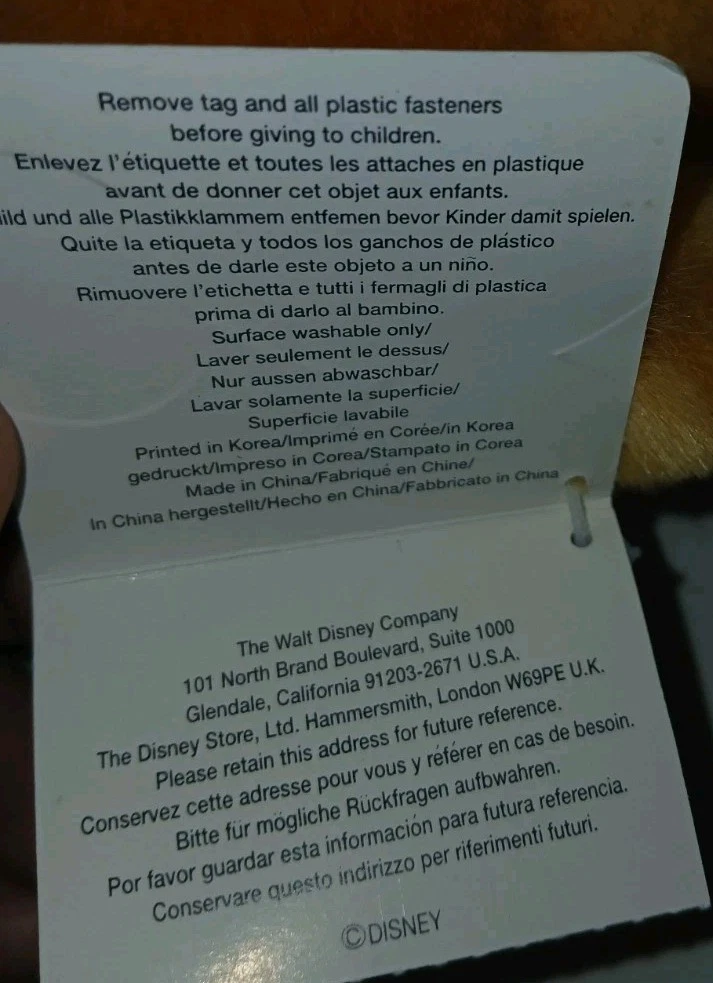 Remove tag and all plastic fasteners
before giving to children.
Enlevez l'étiquette et toutes les attaches en plastique
avant de donner cet objet aux enfants.
ild und alle Plastikklammem entfemen bevor Kinder damit spielen.
Quite la etiqueta y todos los ganchos de plástico
antes de darle este objeto a un niño.
Rimuovere l'etichetta e tutti i fermagli di plastica
prima di darlo al bambino.
Surface washable only/
Laver seulement le dessus/
Nur aussen abwaschbar/
Lavar solamente la superficie/
Superficie lavabile
Printed in Korea/Imprimé en Corée/in Korea
gedruckt/Impreso in Corea/Stampato in Corea
Made in China/Fabriqué en Chine/
In China hergestellt/Hecho en China/Fabbricato in China
The Walt Disney Company
101 North Brand Boulevard, Suite 1000
Glendale, California 91203-2671 U.S.A.
The Disney Store, Ltd. Hammersmith, London W69PE U.K.
Please retain this address for future reference.
Conservez cette adresse pour vous y référer en cas de besoin.
Bitte für mögliche Rückfragen aufbwahren.
Por favor guardar esta información para futura referencia.
Conservare questo indirizzo per riferimenti futuri.
©DISNEY